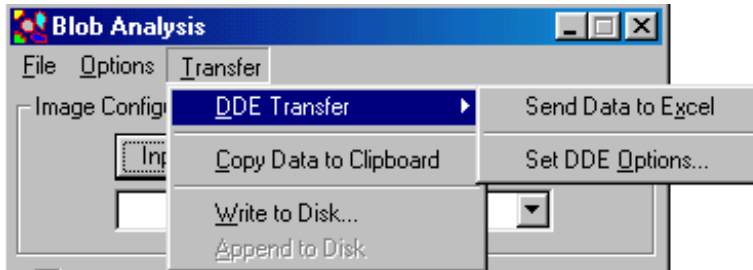 Blob Analysis
File Options Transfer
Image Config
DDE Transfer
Send Data to Excel
Copy Data to Clipboard
Set DDE Options...
Write to Disk...
Append to Disk